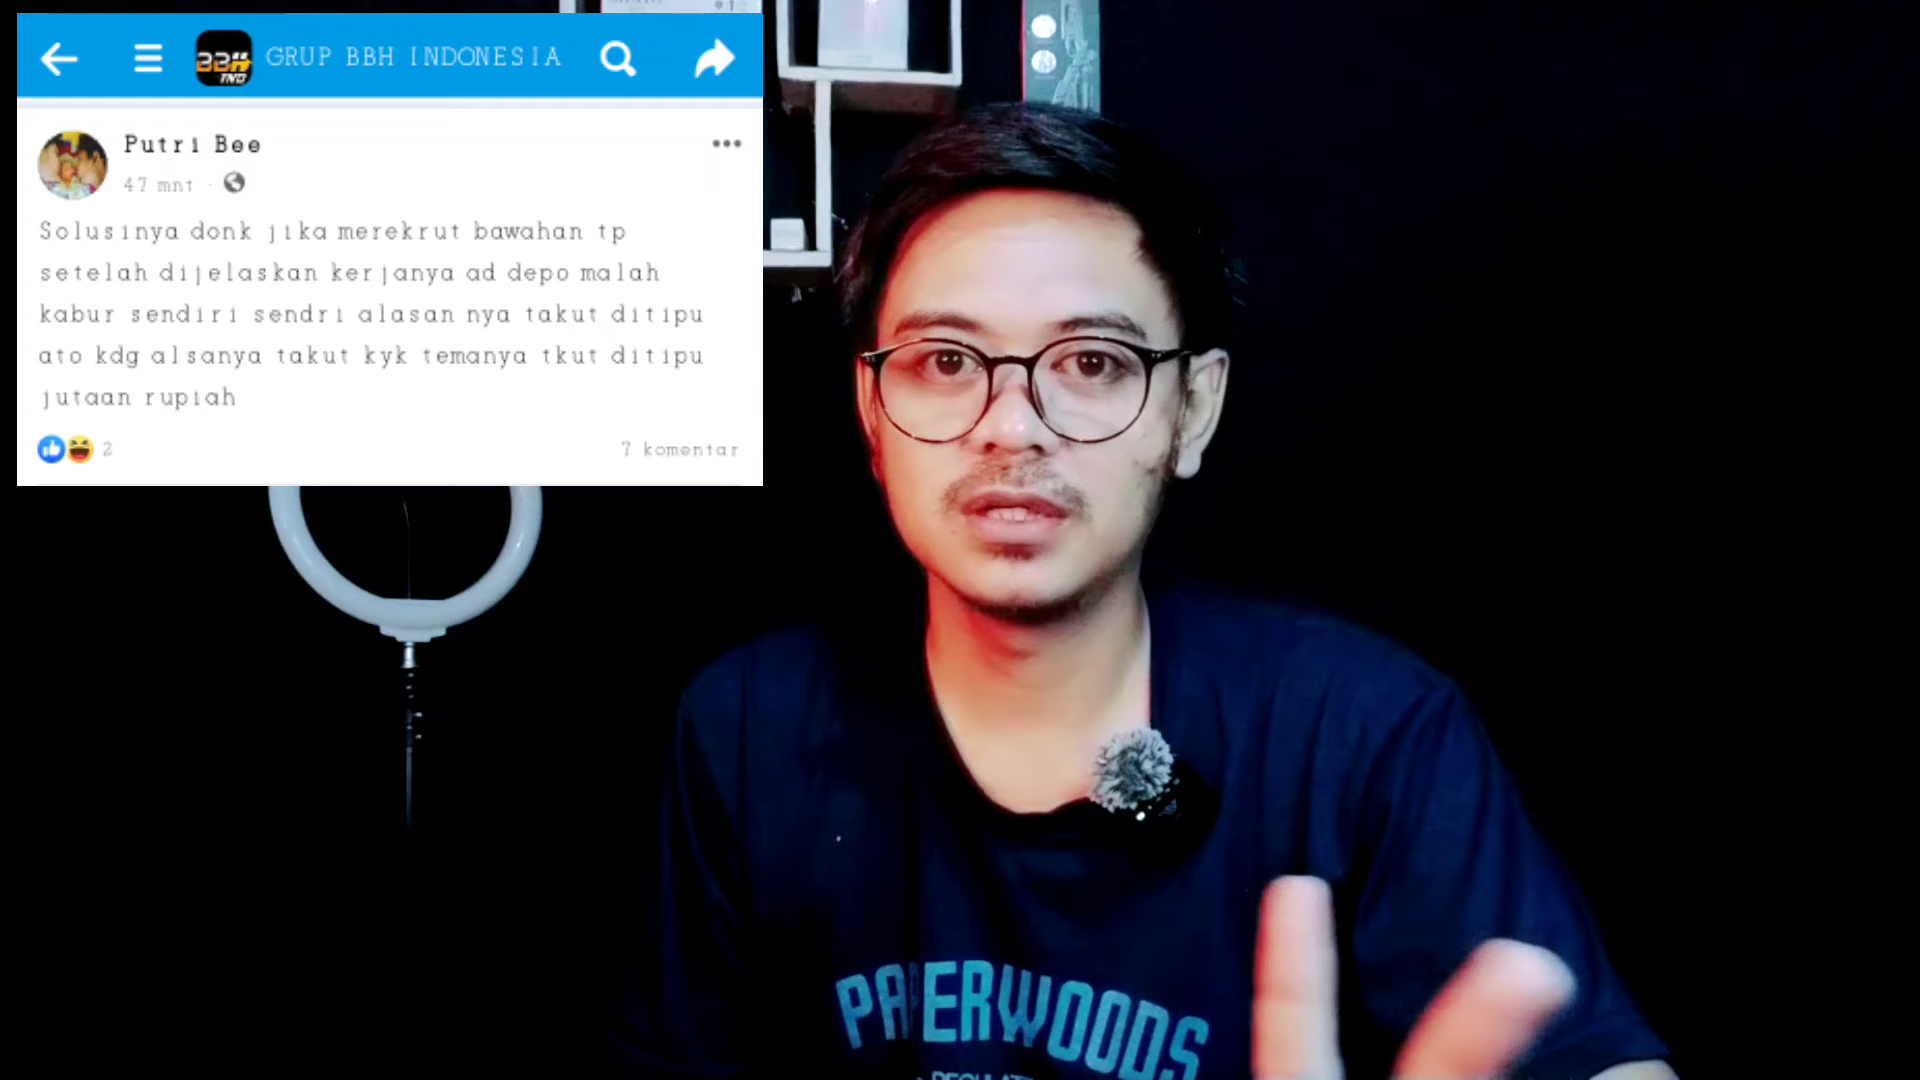 GRUP BBH INDONESIA
BBH
IND
Putri Bee
47 mnt ·
Solusinya donk jika merekrut bawahan tp
setelah dijelaskan kerjanya ad depo malah
kabur sendiri sendri alasan nya takut ditipu
ato kdg alsanya takut kyk temanya tkut ditipu
jutaan rupiah
2
7 komentar
PAPERWOODS